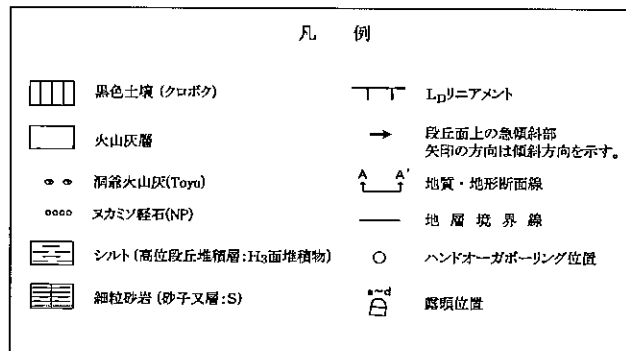 凡 例
黒色土壌 (クロボク)
火山灰層
洞爺火山灰(Toya)
ヌカミソ軽石(NP)
シルト(高位段丘堆積層:H₃面堆積物)
細粒砂岩 (砂子又層:S)
L_Dリニアメント
段丘面上の急傾斜部
矢印の方向は傾斜方向を示す。
A A' 地質・地形断面線
地層境界線
ハンドオーガボーリング位置
a~d 露頭位置